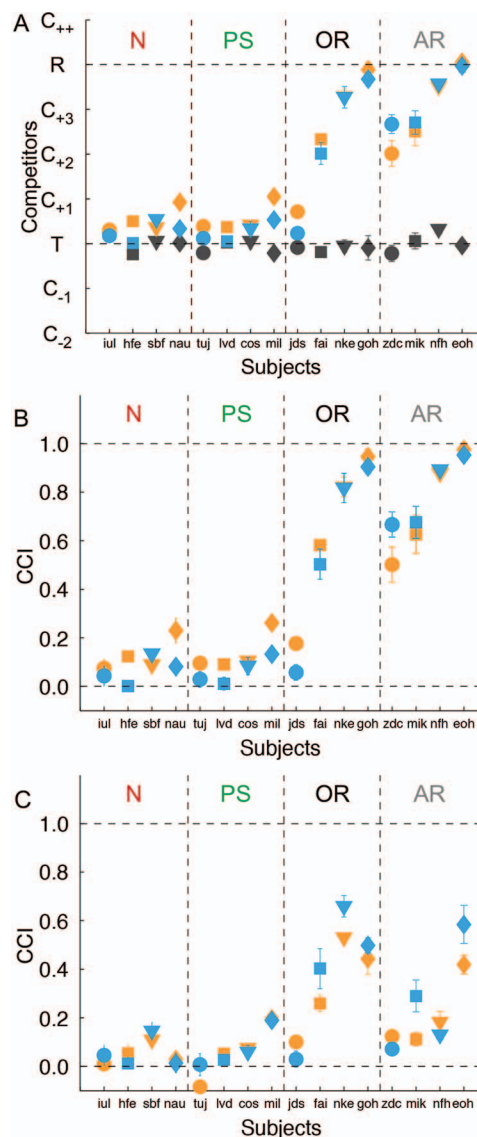 A
N PS OR AR
Competitors
C++
R
C+3
C+2
C+1
T
C-1
C-2
iul hfe sbf nau tuj lvd cos mil jds fai nke goh zdc mik nfh eoh
Subjects
B
N PS OR AR
CCI
1.0
0.8
0.6
0.4
0.2
0.0
iul hfe sbf nau tuj lvd cos mil jds fai nke goh zdc mik nfh eoh
Subjects
C
N PS OR AR
CCI
1.0
0.8
0.6
0.4
0.2
0.0
iul hfe sbf nau tuj lvd cos mil jds fai nke goh zdc mik nfh eoh
Subjects